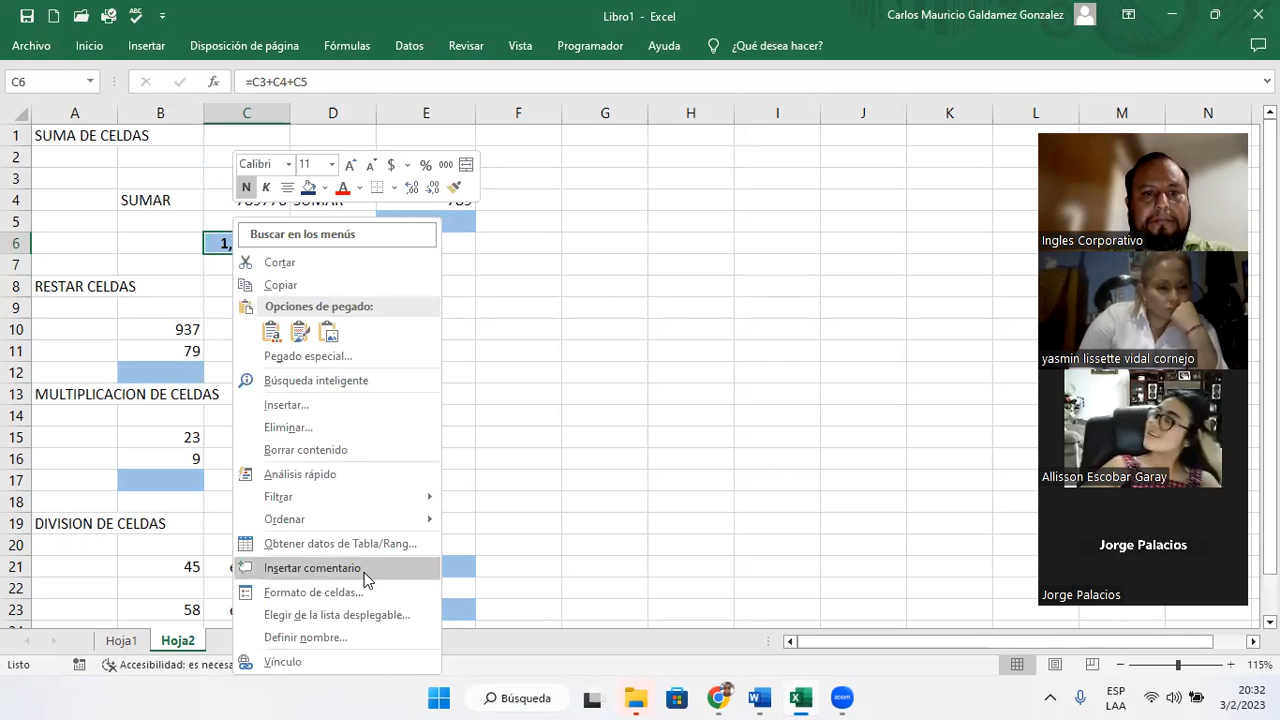 Libro1 - Excel
Carlos Mauricio Galdamez Gonzalez
Archivo Inicio Insertar Disposición de página Fórmulas Datos Revisar Vista Programador Ayuda ¿Qué desea hacer?
C6 fx =C3+C4+C5
A B C D E F G H I J K L M N
1 SUMA DE CELDAS
2
3
Calibri 11 $ % 000
N K A
4 SUMAR
5
6 1,
7
8 RESTAR CELDAS
9
10 937
11 79
12
13 MULTIPLICACION DE CELDAS
14
15 23
16 9
17
18
19 DIVISION DE CELDAS
20
21 45
22
23 58
Buscar en los menús
Cortar
Copiar
Opciones de pegado:
Pegado especial...
Búsqueda inteligente
Insertar...
Eliminar...
Borrar contenido
Análisis rápido
Filtrar
Ordenar
Obtener datos de Tabla/Rang...
Insertar comentario
Formato de celdas...
Elegir de la lista desplegable...
Definir nombre...
Vínculo
Ingles Corporativo
yasmin lissette vidal cornejo
Allisson Escobar Garay
Jorge Palacios
Jorge Palacios
Hoja1 Hoja2
Listo Accesibilidad: es necesa
115%
Búsqueda
zoom
ESP
LAA
20:32
3/2/2023